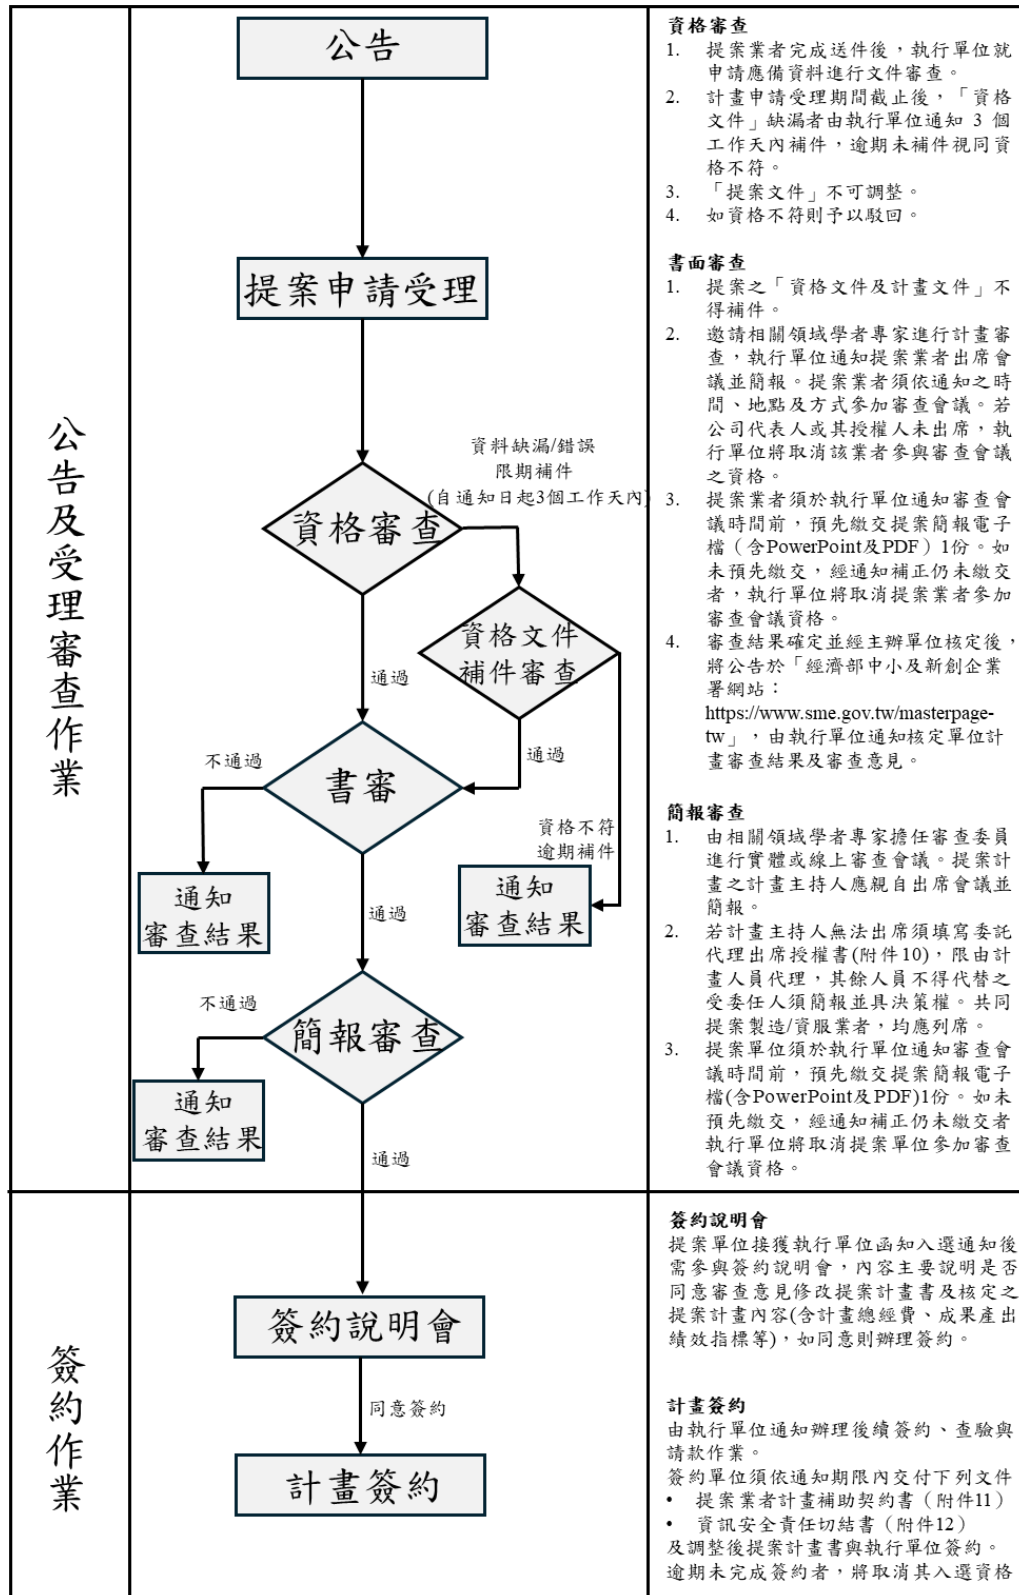 公告及受理審查作業
公告
提案申請受理
資料缺漏/錯誤
限期補件
(自通知日起3個工作天內)
資格審查
資格文件
補件審查
通過
通過
不通過
書審
資格不符
逾期補件
通知
審查結果
通知
審查結果
通過
不通過
簡報審查
通知
審查結果
通過
資格審查
1. 提案業者完成送件後，執行單位就
申請應備資料進行文件審查。
2. 計畫申請受理期間截止後，「資格
文件」缺漏者由執行單位通知 3 個
工作天內補件，逾期未補件視同資
格不符。
3. 「提案文件」不可調整。
4. 如資格不符則予以駁回。
書面審查
1. 提案之「資格文件及計畫文件」不
得補件。
2. 邀請相關領域學者專家進行計畫審
查，執行單位通知提案業者出席會
議並簡報。提案業者須依通知之時
間、地點及方式參加審查會議。若
公司代表人或其授權人未出席，執
行單位將取消該業者參與審查會議
之資格。
3. 提案業者須於執行單位通知審查會
議時間前，預先繳交提案簡報電子
檔（含PowerPoint及PDF）1份。如
未預先繳交，經通知補正仍未繳交
者，執行單位將取消提案業者參加
審查會議資格。
4. 審查結果確定並經主辦單位核定後，
將公告於「經濟部中小及新創企業
署網站：
https://www.sme.gov.tw/masterpage-
tw」，由執行單位通知核定單位計
畫審查結果及審查意見。
簡報審查
1. 由相關領域學者專家擔任審查委員
進行實體或線上審查會議。提案計
畫之計畫主持人應親自出席會議並
簡報。
2. 若計畫主持人無法出席須填寫委託
代理出席授權書(附件10)，限由計
畫人員代理，其餘人員不得代替之
受委任人須簡報並具決策權。共同
提案製造/資服業者，均應列席。
3. 提案單位須於執行單位通知審查會
議時間前，預先繳交提案簡報電子
檔(含PowerPoint及PDF)1份。如未
預先繳交，經通知補正仍未繳交者
執行單位將取消提案單位參加審查
會議資格。
簽約作業
簽約說明會
同意簽約
計畫簽約
簽約說明會
提案單位接獲執行單位函知入選通知後
需參與簽約說明會，內容主要說明是否
同意審查意見修改提案計畫書及核定之
提案計畫內容(含計畫總經費、成果產出
績效指標等)，如同意則辦理簽約。
計畫簽約
由執行單位通知辦理後續簽約、查驗與
請款作業。
簽約單位須依通知期限內交付下列文件
• 提案業者計畫補助契約書（附件11）
• 資訊安全責任切結書（附件12）
及調整後提案計畫書與執行單位簽約。
逾期未完成簽約者，將取消其入選資格